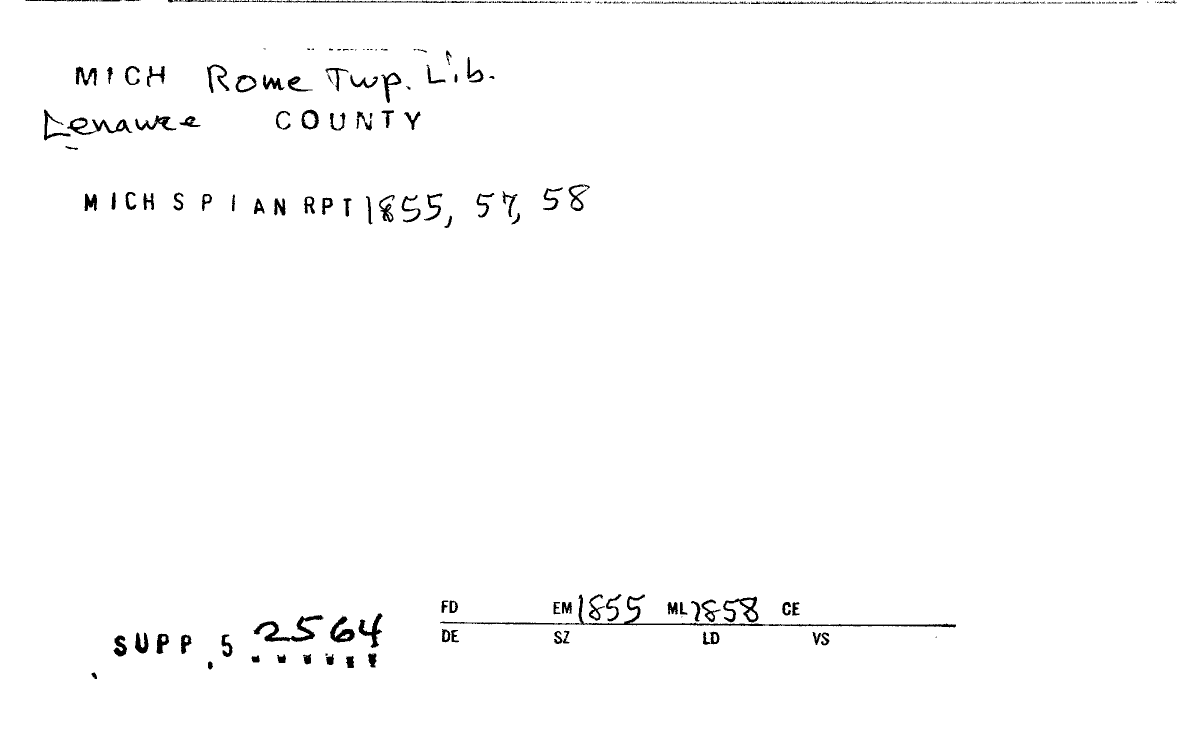 MICH Rome Twp. Lib.
Lenawee COUNTY
MICH S P I AN RPT 1855, 57, 58
FD EM 1855 ML 1858 CE
SUPP .5 2564
DE SZ LD VS